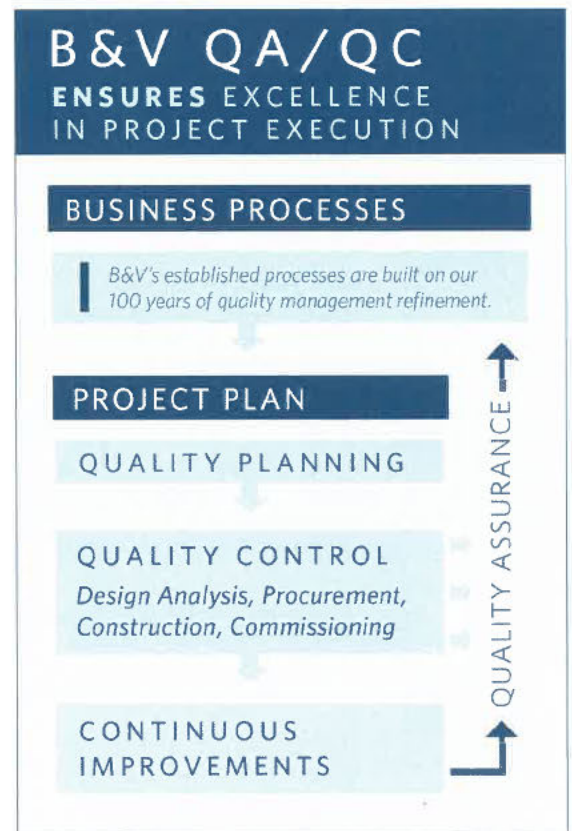 B&V QA/QC
ENSURES EXCELLENCE
IN PROJECT EXECUTION
BUSINESS PROCESSES
B&V's established processes are built on our
100 years of quality management refinement.
PROJECT PLAN
QUALITY PLANNING
QUALITY CONTROL
Design Analysis, Procurement,
Construction, Commissioning
CONTINUOUS
IMPROVEMENTS
QUALITY ASSURANCE